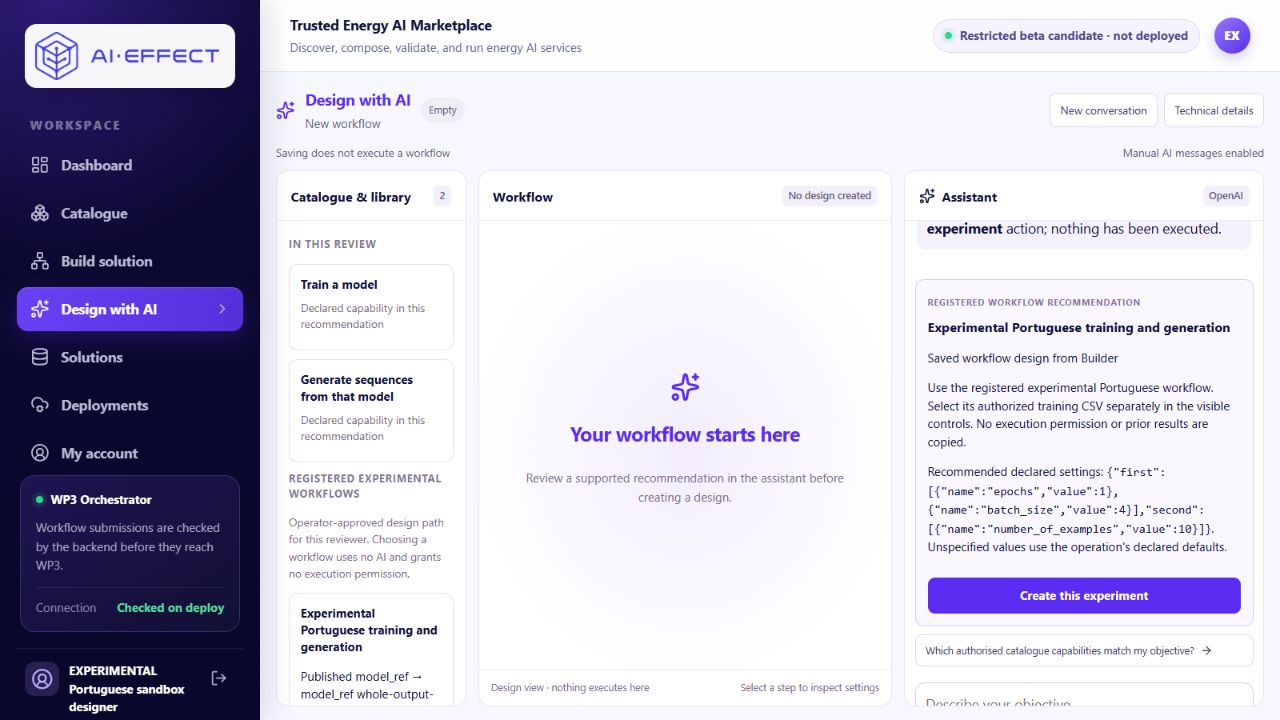 AI·EFFECT
WORKSPACE
Dashboard
Catalogue
Build solution
Design with AI
Solutions
Deployments
My account
WP3 Orchestrator
Workflow submissions are checked
by the backend before they reach
WP3.
Connection Checked on deploy
EXPERIMENTAL
Portuguese sandbox
designer
Trusted Energy AI Marketplace
Discover, compose, validate, and run energy AI services
Restricted beta candidate · not deployed
EX
Design with AI
Empty
New workflow
New conversation
Technical details
Saving does not execute a workflow
Manual AI messages enabled
Catalogue & library 2
IN THIS REVIEW
Train a model
Declared capability in this
recommendation
Generate sequences
from that model
Declared capability in this
recommendation
REGISTERED EXPERIMENTAL
WORKFLOWS
Operator-approved design path
for this reviewer. Choosing a
workflow uses no AI and grants
no execution permission.
Experimental
Portuguese training and
generation
Published model_ref →
model_ref whole-output-
Workflow
No design created
Your workflow starts here
Review a supported recommendation in the assistant before
creating a design.
Design view · nothing executes here
Select a step to inspect settings
Assistant
OpenAI
experiment action; nothing has been executed.
REGISTERED WORKFLOW RECOMMENDATION
Experimental Portuguese training and generation
Saved workflow design from Builder
Use the registered experimental Portuguese workflow.
Select its authorized training CSV separately in the visible
controls. No execution permission or prior results are
copied.
Recommended declared settings: {"first":
[{"name":"epochs","value":1},
{"name":"batch_size","value":4}],"second":
[{"name":"number_of_examples","value":10}]}.
Unspecified values use the operation's declared defaults.
Create this experiment
Which authorised catalogue capabilities match my objective? →
Describe your objective